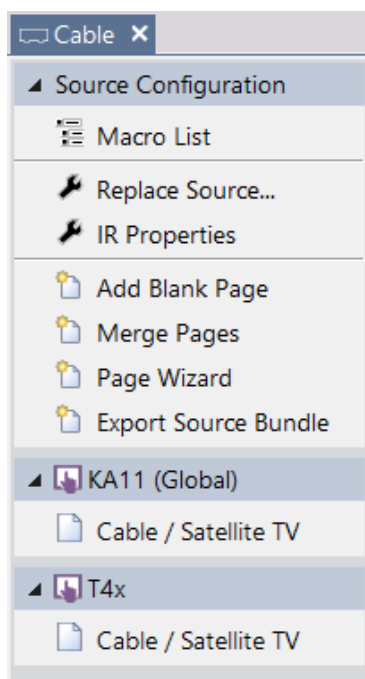 Cable
Source Configuration
Macro List
Replace Source...
IR Properties
Add Blank Page
Merge Pages
Page Wizard
Export Source Bundle
KA11 (Global)
Cable / Satellite TV
T4x
Cable / Satellite TV